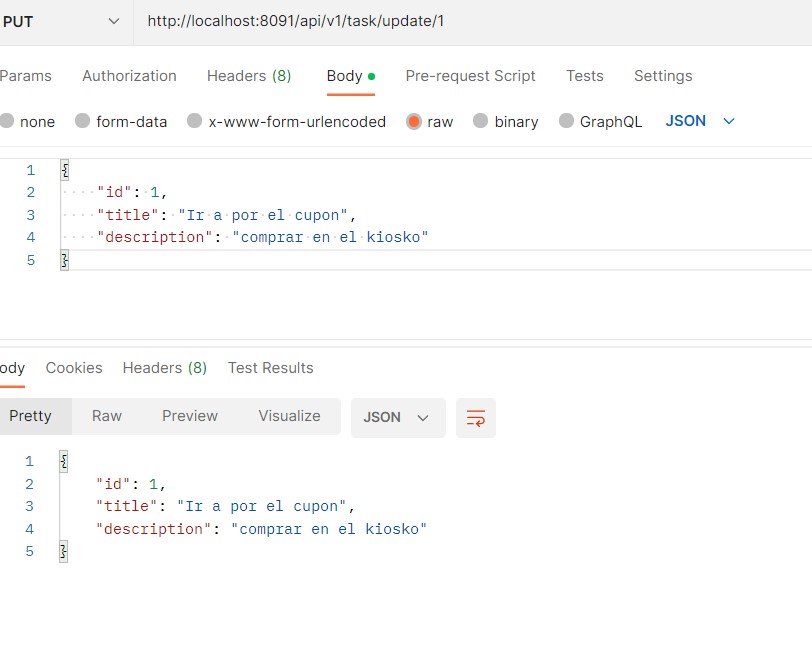 PUT http://localhost:8091/api/v1/task/update/1
Params Authorization Headers (8) Body Pre-request Script Tests Settings
none form-data x-www-form-urlencoded raw binary GraphQL JSON
1 {
2 "id": 1,
3 "title": "Ir a por el cupon",
4 "description": "comprar en el kiosko"
5 }
ody Cookies Headers (8) Test Results
Pretty Raw Preview Visualize JSON
1 {
2 "id": 1,
3 "title": "Ir a por el cupon",
4 "description": "comprar en el kiosko"
5 }